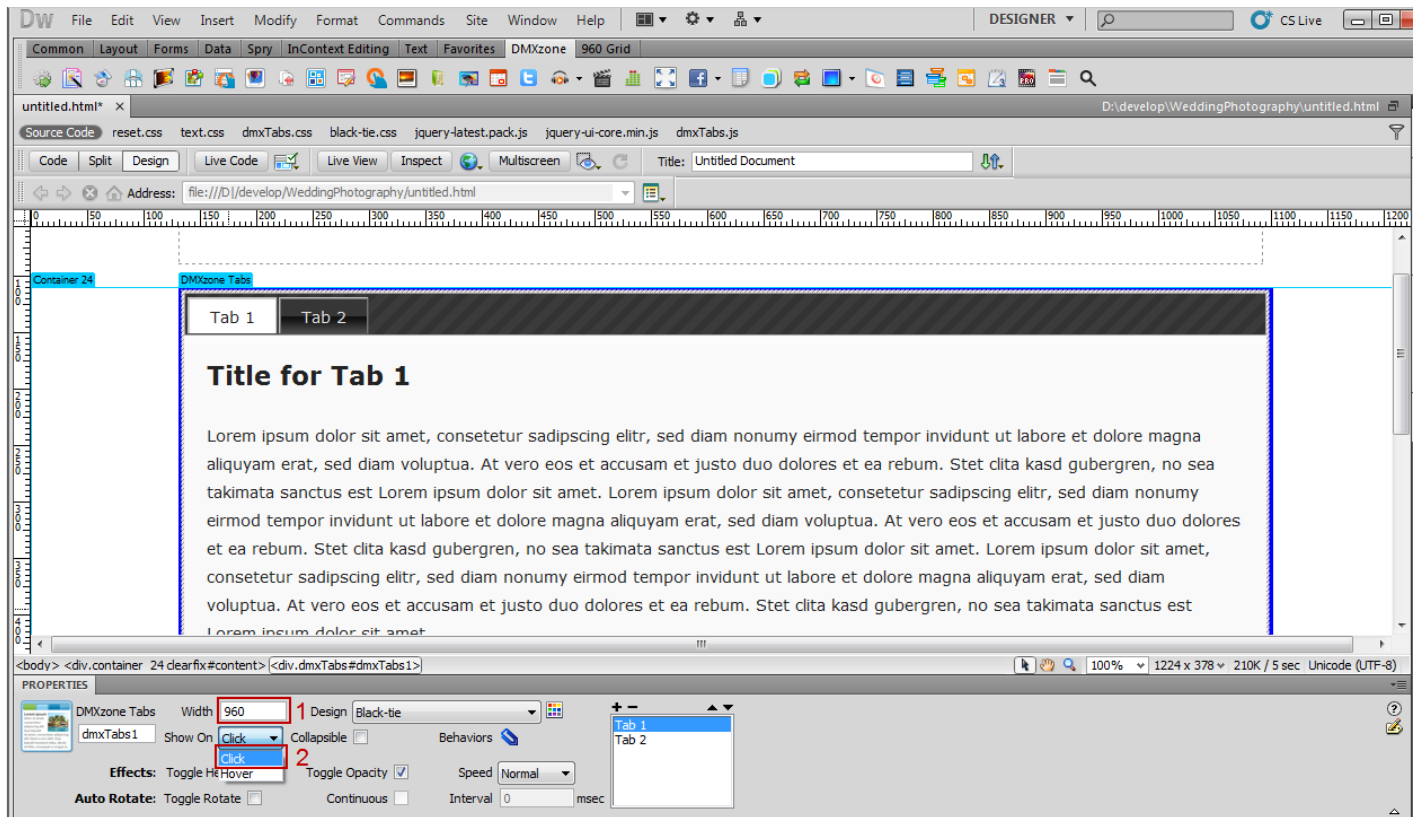 DW File Edit View Insert Modify Format Commands Site Window Help DESIGNER CS Live
Common Layout Forms Data Spry InContext Editing Text Favorites DMXzone 960 Grid
untitled.html* × D:\develop\WeddingPhotography\untitled.html
Source Code reset.css text.css dmxTabs.css black-tie.css jquery-latest.pack.js jquery-ui-core.min.js dmxTabs.js
Code Split Design Live Code Live View Inspect Multiscreen Title: Untitled Document
Address: file:///D|/develop/WeddingPhotography/untitled.html
0 50 100 150 200 250 300 350 400 450 500 550 600 650 700 750 800 850 900 950 1000 1050 1100 1150 1200
Container 24 DMXzone Tabs
100
150
200
250
300
350
400
Tab 1 Tab 2
Title for Tab 1
Lorem ipsum dolor sit amet, consetetur sadipscing elitr, sed diam nonumy eirmod tempor invidunt ut labore et dolore magna
aliquyam erat, sed diam voluptua. At vero eos et accusam et justo duo dolores et ea rebum. Stet clita kasd gubergren, no sea
takimata sanctus est Lorem ipsum dolor sit amet. Lorem ipsum dolor sit amet, consetetur sadipscing elitr, sed diam nonumy
eirmod tempor invidunt ut labore et dolore magna aliquyam erat, sed diam voluptua. At vero eos et accusam et justo duo dolores
et ea rebum. Stet clita kasd gubergren, no sea takimata sanctus est Lorem ipsum dolor sit amet. Lorem ipsum dolor sit amet,
consetetur sadipscing elitr, sed diam nonumy eirmod tempor invidunt ut labore et dolore magna aliquyam erat, sed diam
voluptua. At vero eos et accusam et justo duo dolores et ea rebum. Stet clita kasd gubergren, no sea takimata sanctus est
Lorem ipsum dolor sit amet.
<body> <div.container_24 clearfix#content> <div.dmxTabs#dmxTabs1> 100% 1224 x 378 210K / 5 sec Unicode (UTF-8)
PROPERTIES
DMXzone Tabs Width 960 1 Design Black-tie + −
dmxTabs1 Show On Click Collapsible Behaviors Tab 1
Tab 2
Click 2
Effects: Toggle He Hover Toggle Opacity Speed Normal
Auto Rotate: Toggle Rotate Continuous Interval 0 msec